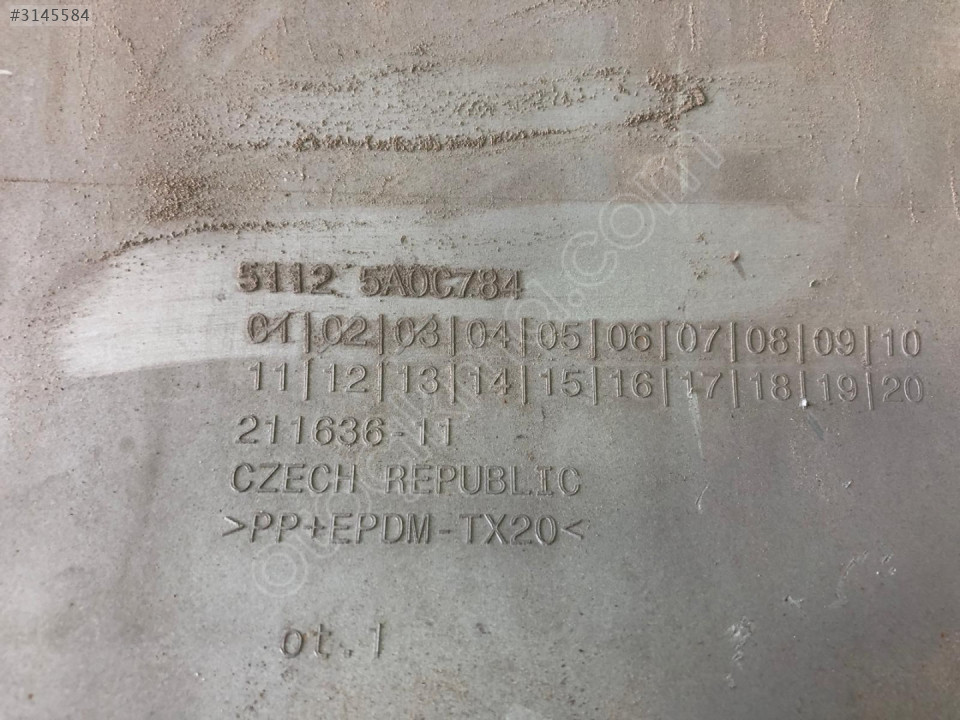 #3145584
5112 5A0C784
01|02|03|04|05|06|07|08|09|10
11|12|13|14|15|16|17|18|19|20
211636-11
CZECH REPUBLIC
>PP+EPDM-TX20<
ot.1